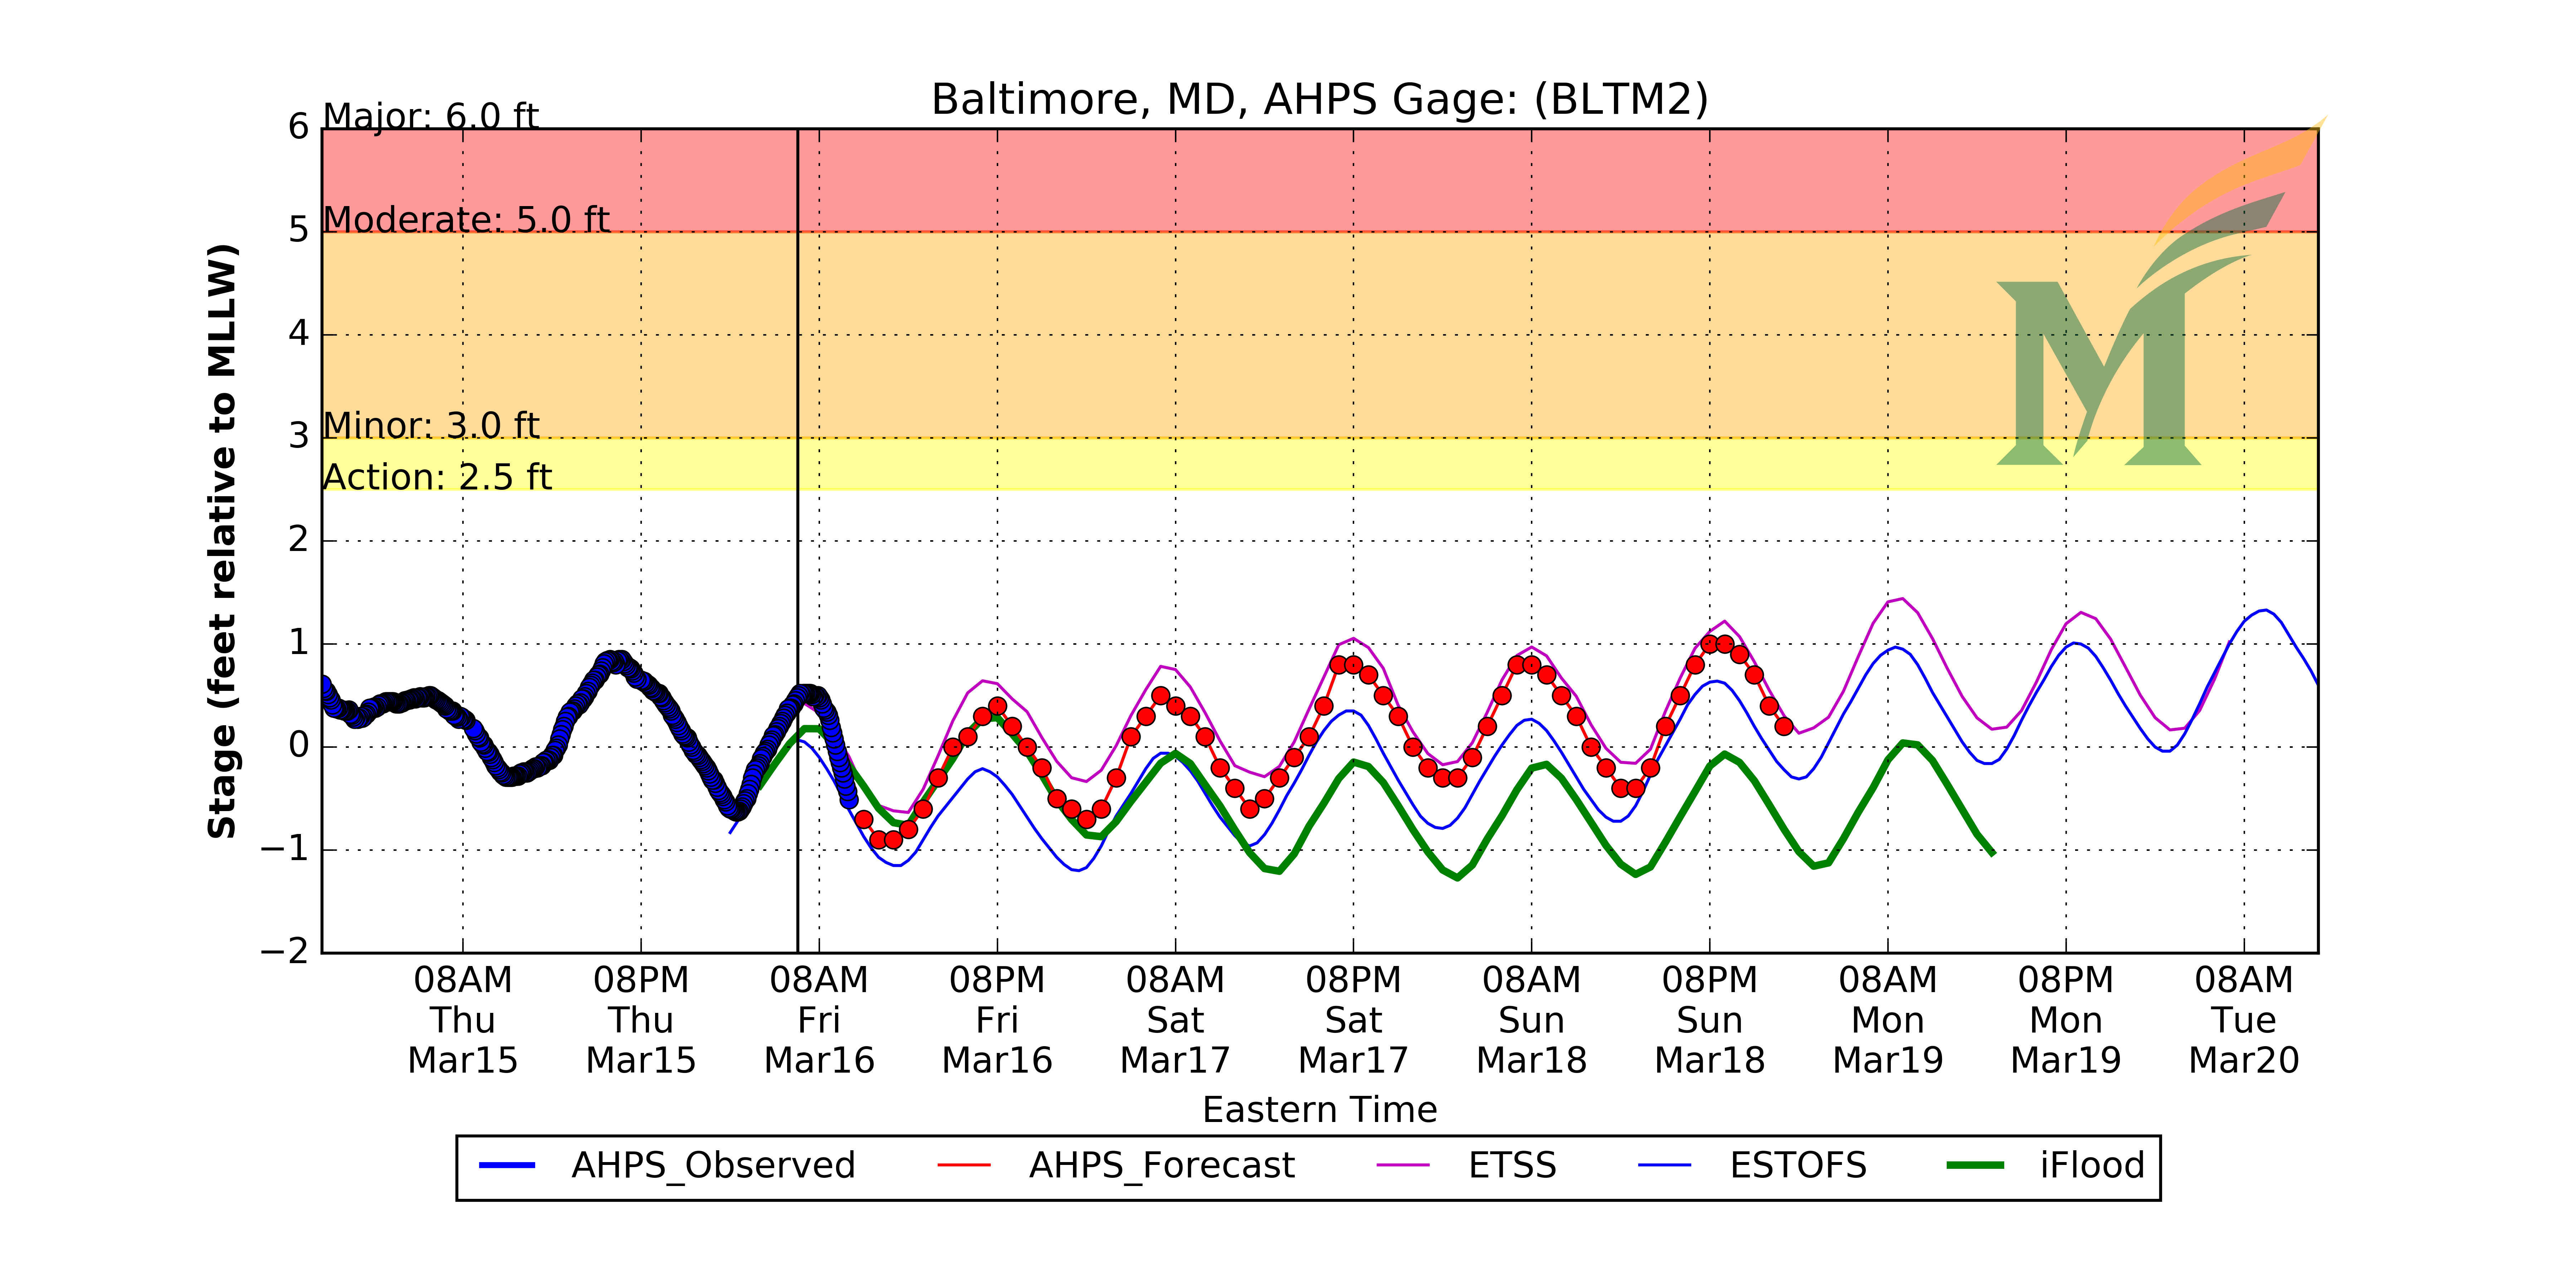 Baltimore, MD, AHPS Gage: (BLTM2)
Major: 6.0 ft
Moderate: 5.0 ft
Minor: 3.0 ft
Action: 2.5 ft
6
5
4
3
2
1
0
−1
−2
Stage (feet relative to MLLW)
08AM 08PM 08AM 08PM 08AM 08PM 08AM 08PM 08AM 08PM 08AM
Thu Thu Fri Fri Sat Sat Sun Sun Mon Mon Tue
Mar15 Mar15 Mar16 Mar16 Mar17 Mar17 Mar18 Mar18 Mar19 Mar19 Mar20
Eastern Time
AHPS_Observed AHPS_Forecast ETSS ESTOFS iFlood
M